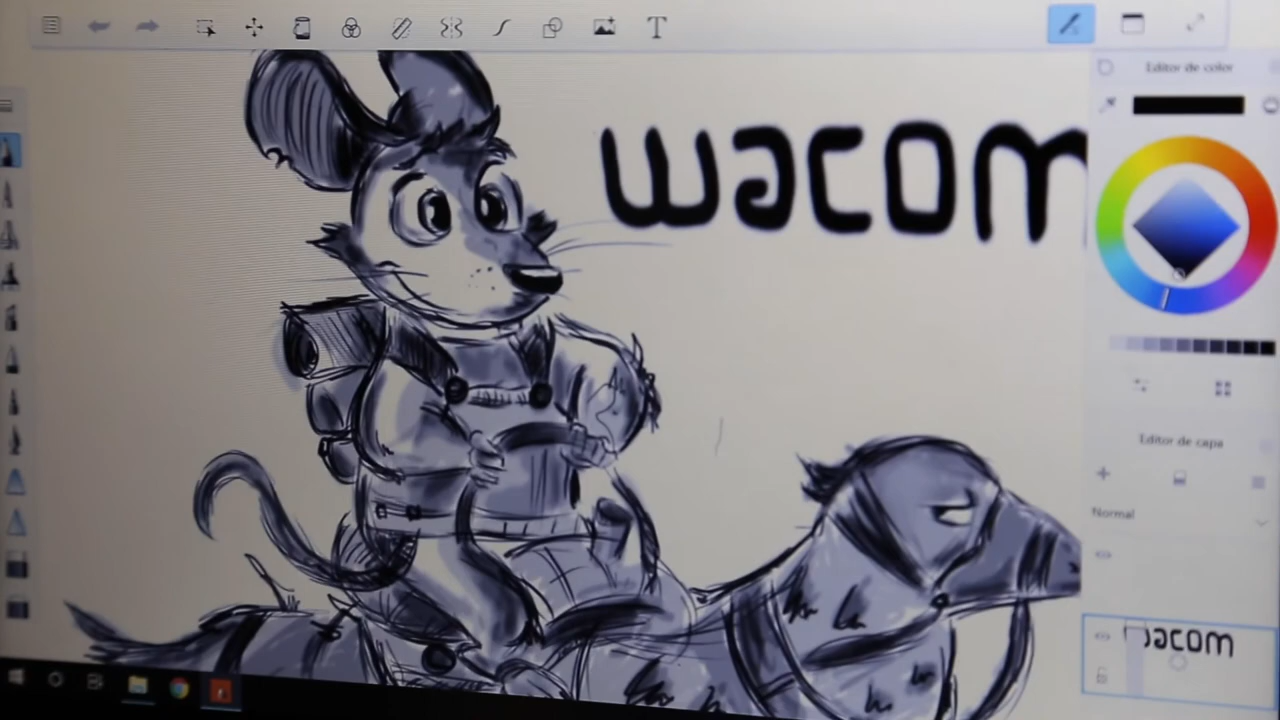 T
Editor de color
wacom
Editor de capa
Normal
wacom